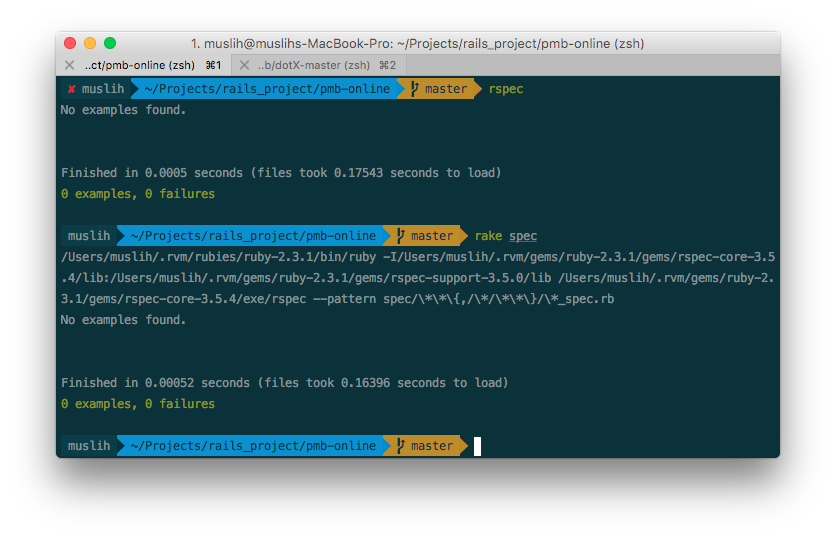 1. muslih@muslihs-MacBook-Pro: ~/Projects/rails_project/pmb-online (zsh)
✕ ..ct/pmb-online (zsh) ⌘1 ✕ ..b/dotX-master (zsh) ⌘2
✘ muslih ~/Projects/rails_project/pmb-online master rspec
No examples found.
Finished in 0.0005 seconds (files took 0.17543 seconds to load)
0 examples, 0 failures
muslih ~/Projects/rails_project/pmb-online master rake spec
/Users/muslih/.rvm/rubies/ruby-2.3.1/bin/ruby -I/Users/muslih/.rvm/gems/ruby-2.3.1/gems/rspec-core-3.5
.4/lib:/Users/muslih/.rvm/gems/ruby-2.3.1/gems/rspec-support-3.5.0/lib /Users/muslih/.rvm/gems/ruby-2.
3.1/gems/rspec-core-3.5.4/exe/rspec --pattern spec/\*\*\{,/\*/\*\*\}/\*_spec.rb
No examples found.
Finished in 0.00052 seconds (files took 0.16396 seconds to load)
0 examples, 0 failures
muslih ~/Projects/rails_project/pmb-online master